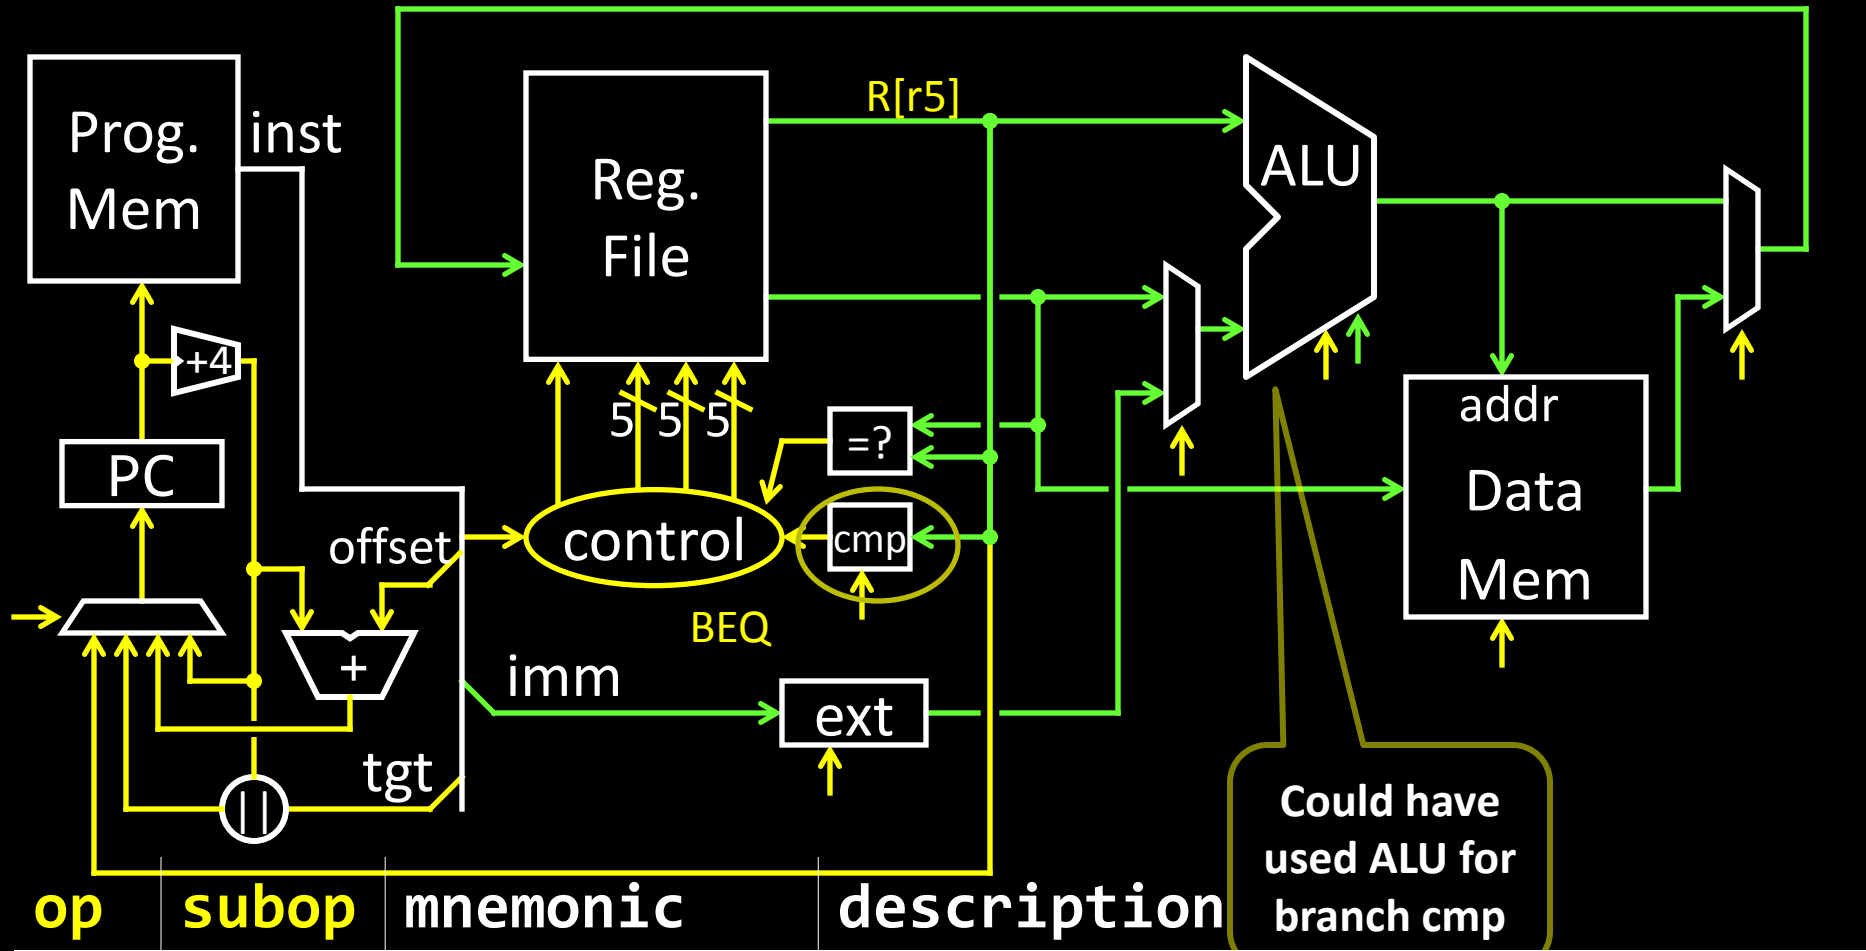 Prog.
Mem
inst
Reg.
File
R[r5]
ALU
+4
5 5 5
=?
addr
Data
Mem
PC
offset
control
cmp
BEQ
+
imm
ext
tgt
||
Could have
used ALU for
branch cmp
op subop mnemonic description